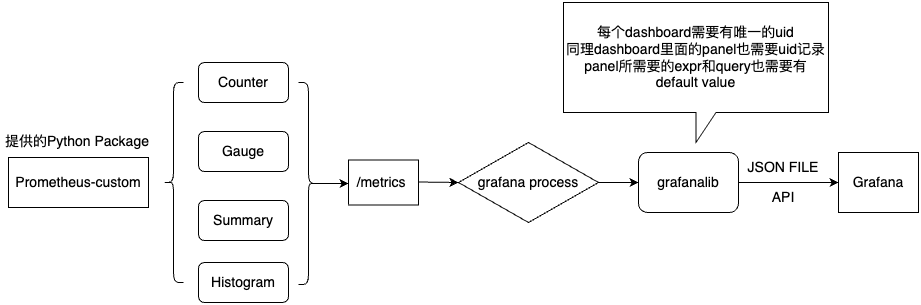 每个dashboard需要有唯一的uid
同理dashboard里面的panel也需要uid记录
panel所需要的expr和query也需要有
default value
提供的Python Package
Prometheus-custom
Counter
Gauge
Summary
Histogram
/metrics
grafana process
grafanalib
JSON FILE
API
Grafana